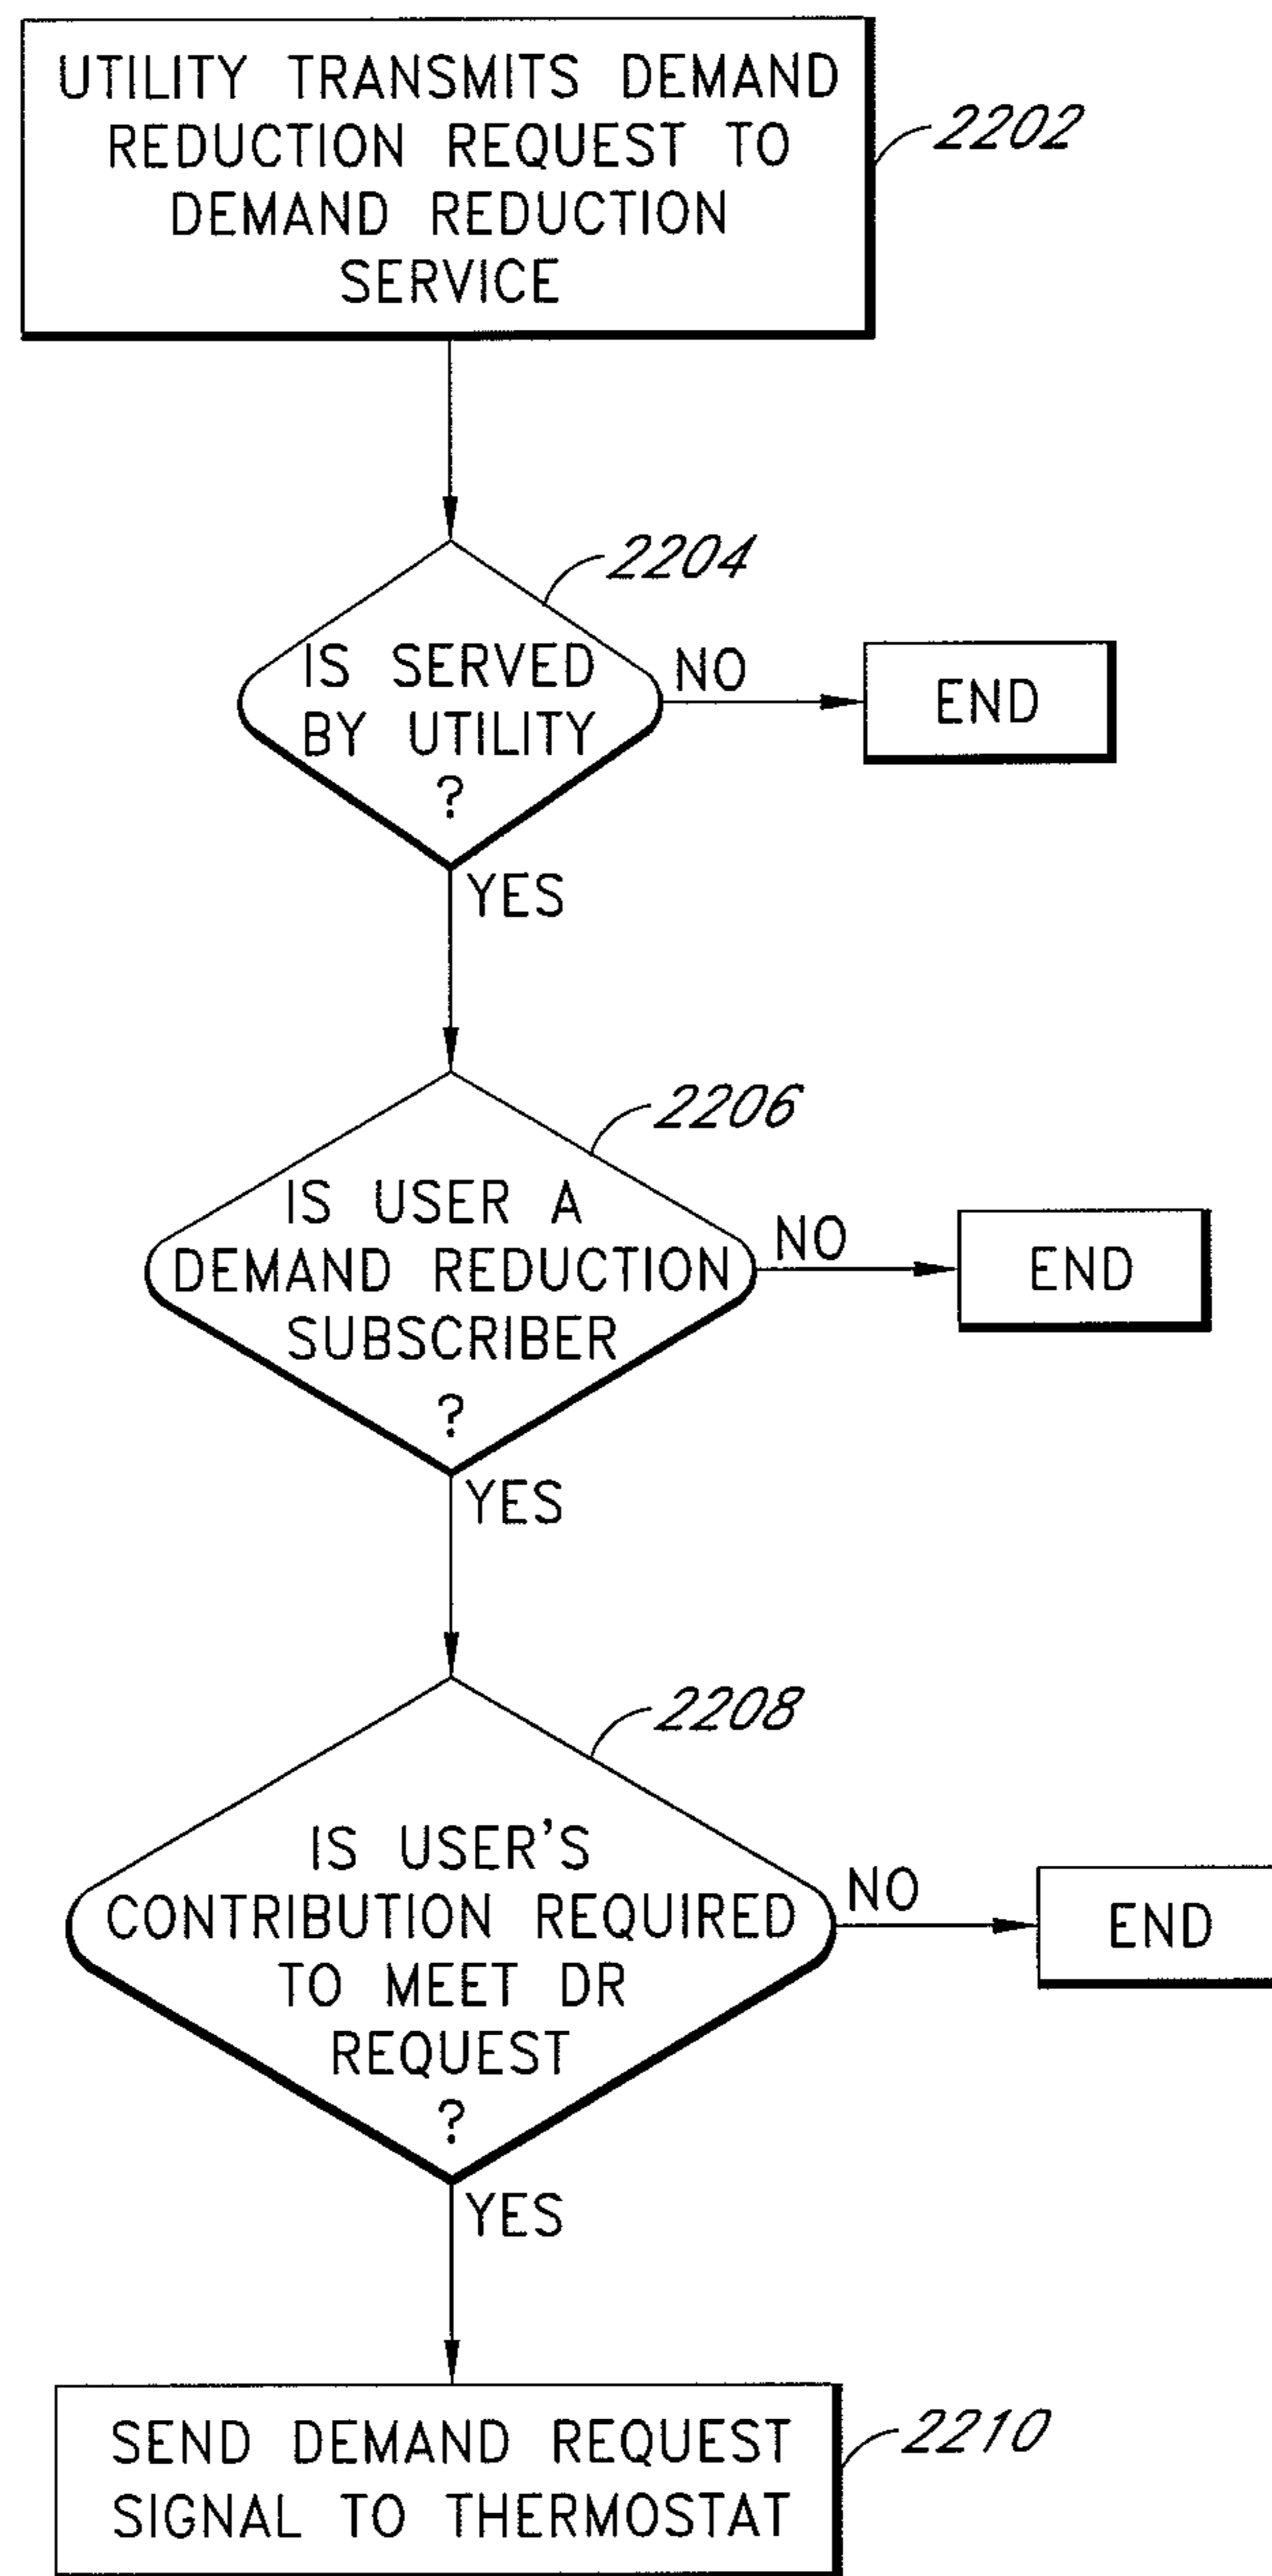 UTILITY TRANSMITS DEMAND
REDUCTION REQUEST TO
DEMAND REDUCTION
SERVICE
2202
2204
IS SERVED
BY UTILITY
?
NO
END
YES
2206
IS USER A
DEMAND REDUCTION
SUBSCRIBER
?
NO
END
YES
2208
IS USER'S
CONTRIBUTION REQUIRED
TO MEET DR
REQUEST
?
NO
END
YES
SEND DEMAND REQUEST
SIGNAL TO THERMOSTAT
2210